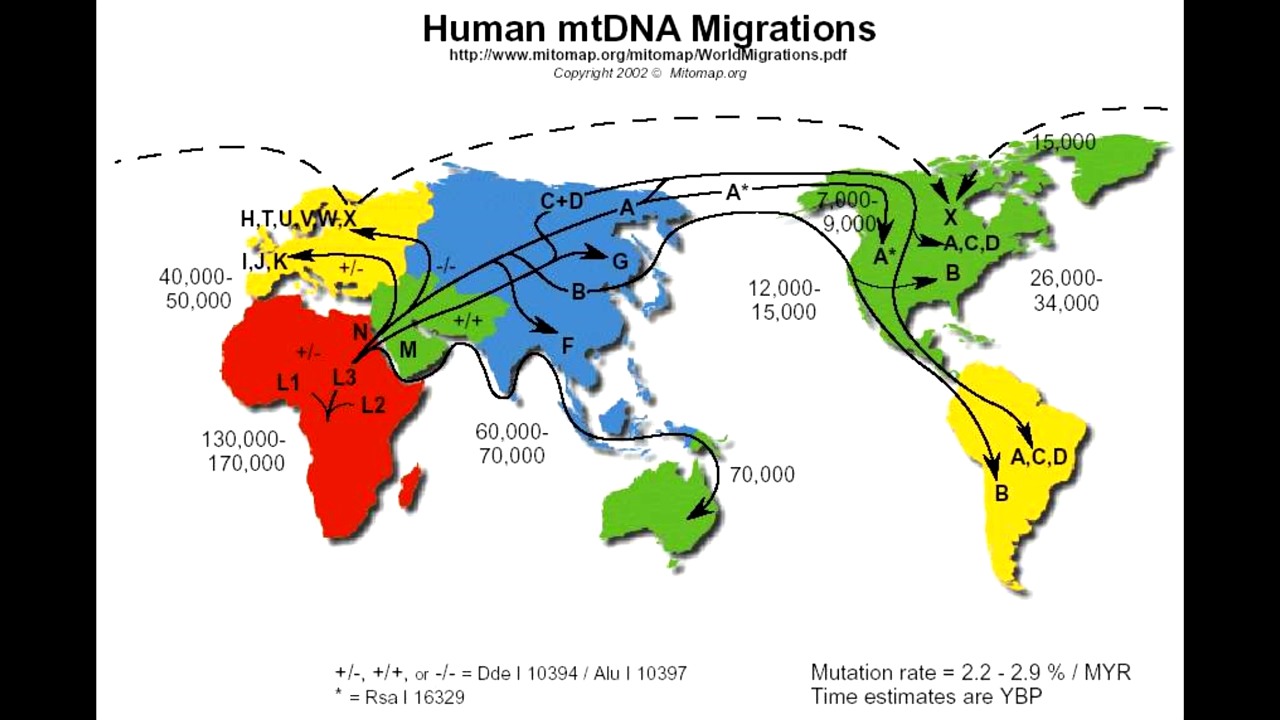 Human mtDNA Migrations
http://www.mitomap.org/mitomap/WorldMigrations.pdf
Copyright 2002 © Mitomap.org
15,000
C+D
A
A*
7,000-
9,000
H,T,U,V,W,X
X
A,C,D
I,J,K
+/-
-/-
G
A*
B
40,000-
50,000
B
12,000-
15,000
26,000-
34,000
N
+/+
F
+/-
M
L1
L3
L2
130,000-
170,000
60,000-
70,000
70,000
A,C,D
B
+/-, +/+, or -/- = Dde I 10394 / Alu I 10397
* = Rsa I 16329
Mutation rate = 2.2 - 2.9 % / MYR
Time estimates are YBP